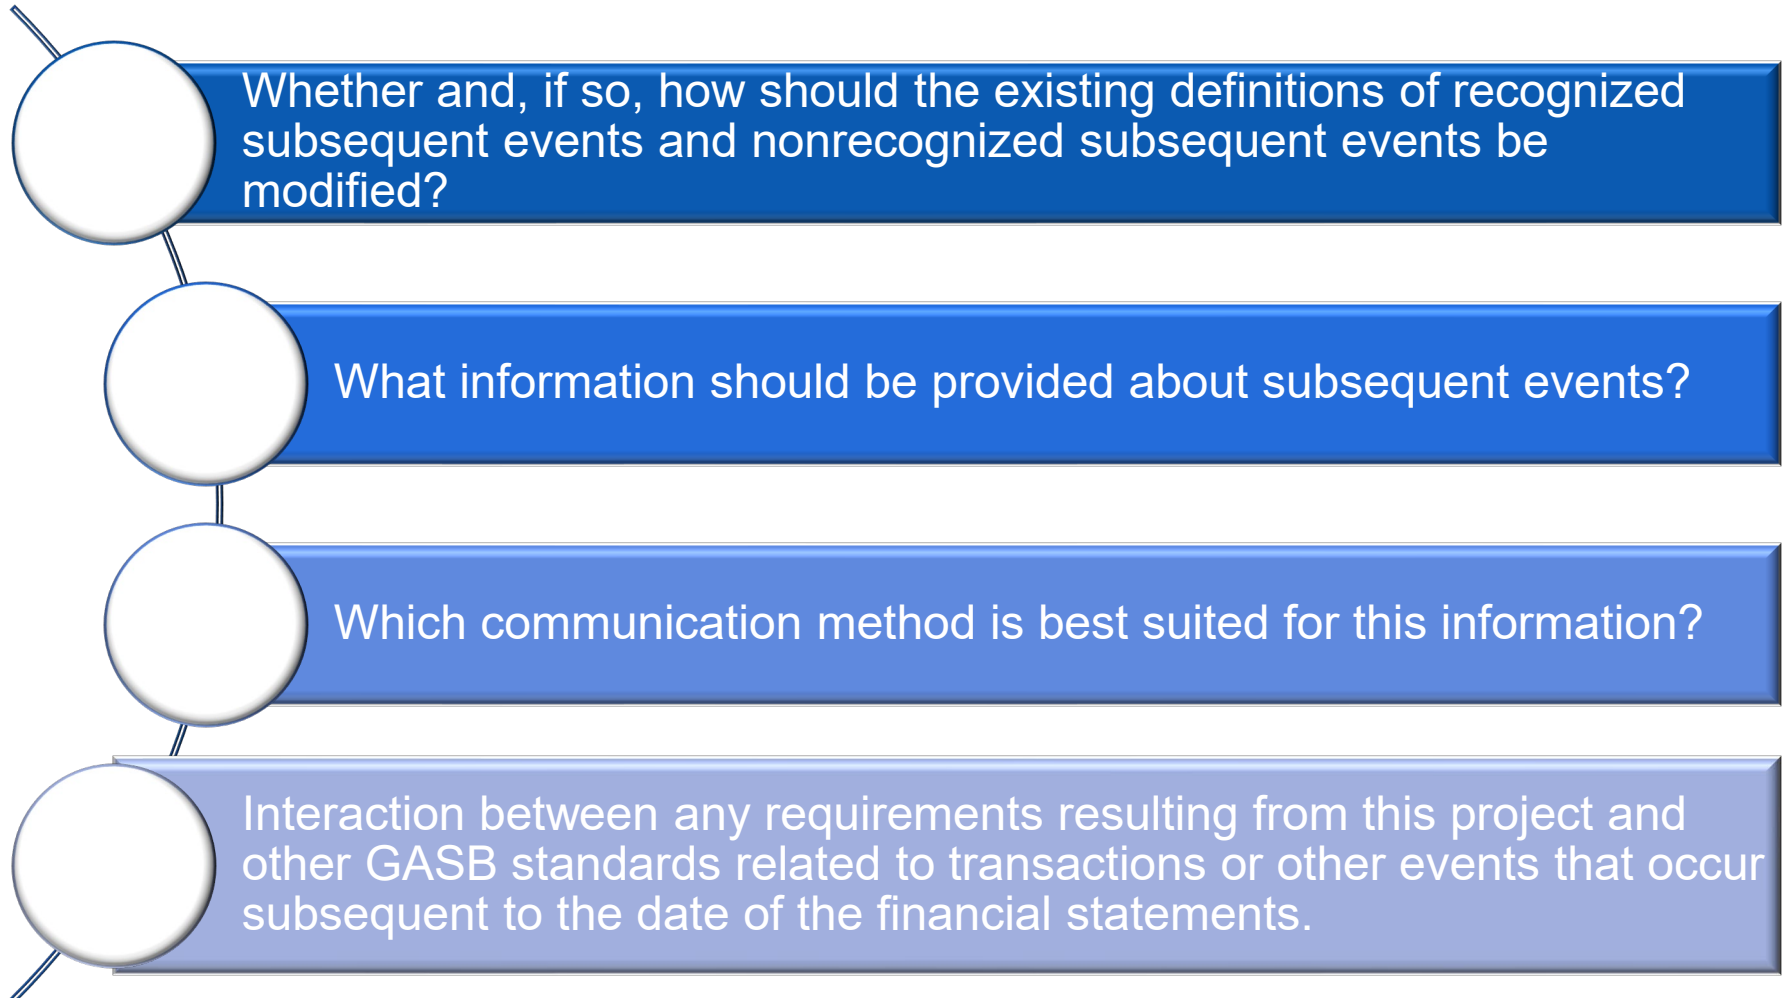 Whether and, if so, how should the existing definitions of recognized
subsequent events and nonrecognized subsequent events be
modified?
What information should be provided about subsequent events?
Which communication method is best suited for this information?
Interaction between any requirements resulting from this project and
other GASB standards related to transactions or other events that occur
subsequent to the date of the financial statements.